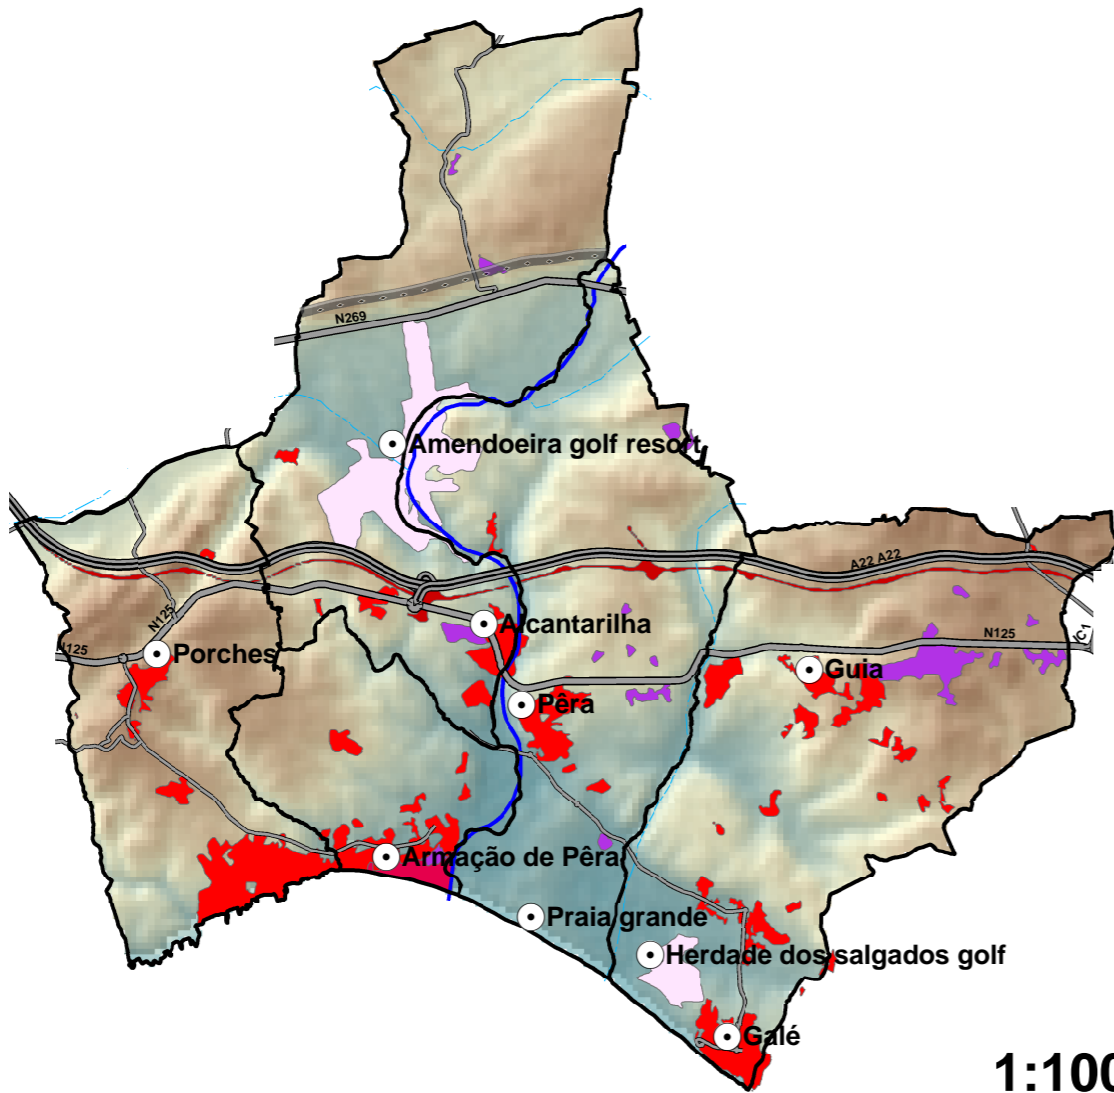 N269
Amendoeira golf resort
A22 A22
N125
Alcantarilha
N125
N125
IC1
Porches
Guia
Pêra
Armação de Pêra
Praia grande
Herdade dos salgados golf
Galé
1:100